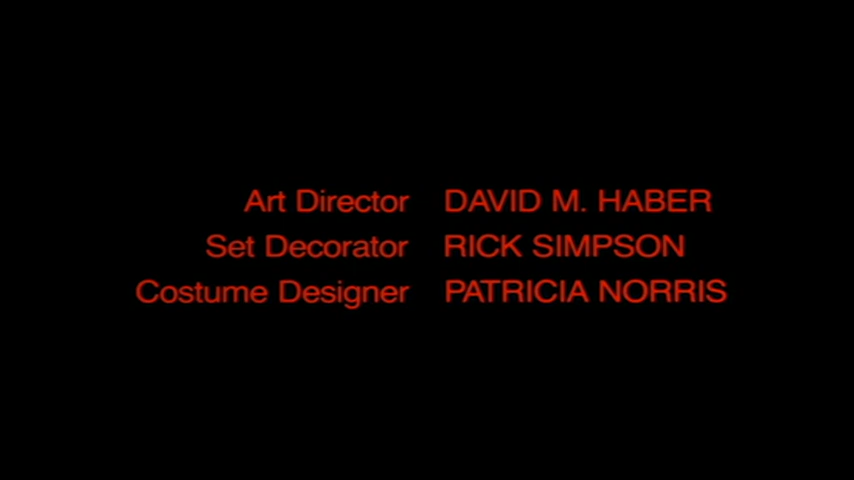 Art Director DAVID M. HABER
Set Decorator RICK SIMPSON
Costume Designer PATRICIA NORRIS